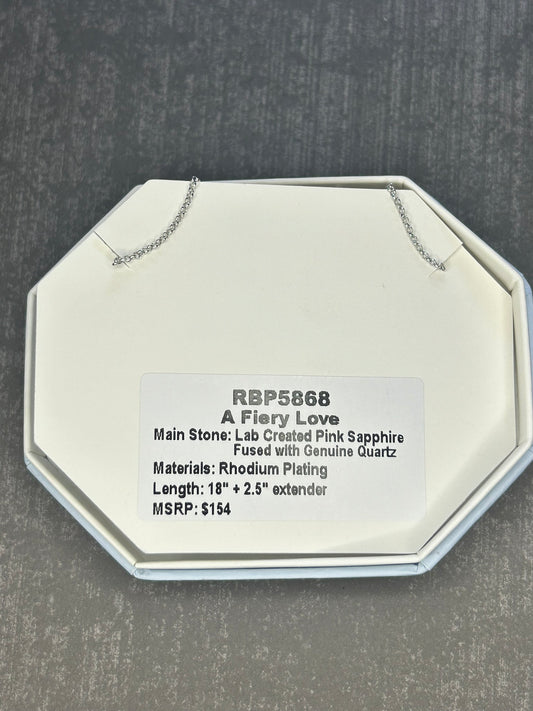 RBP5868
A Fiery Love
Main Stone: Lab Created Pink Sapphire
Fused with Genuine Quartz
Materials: Rhodium Plating
Length: 18" + 2.5" extender
MSRP: $154